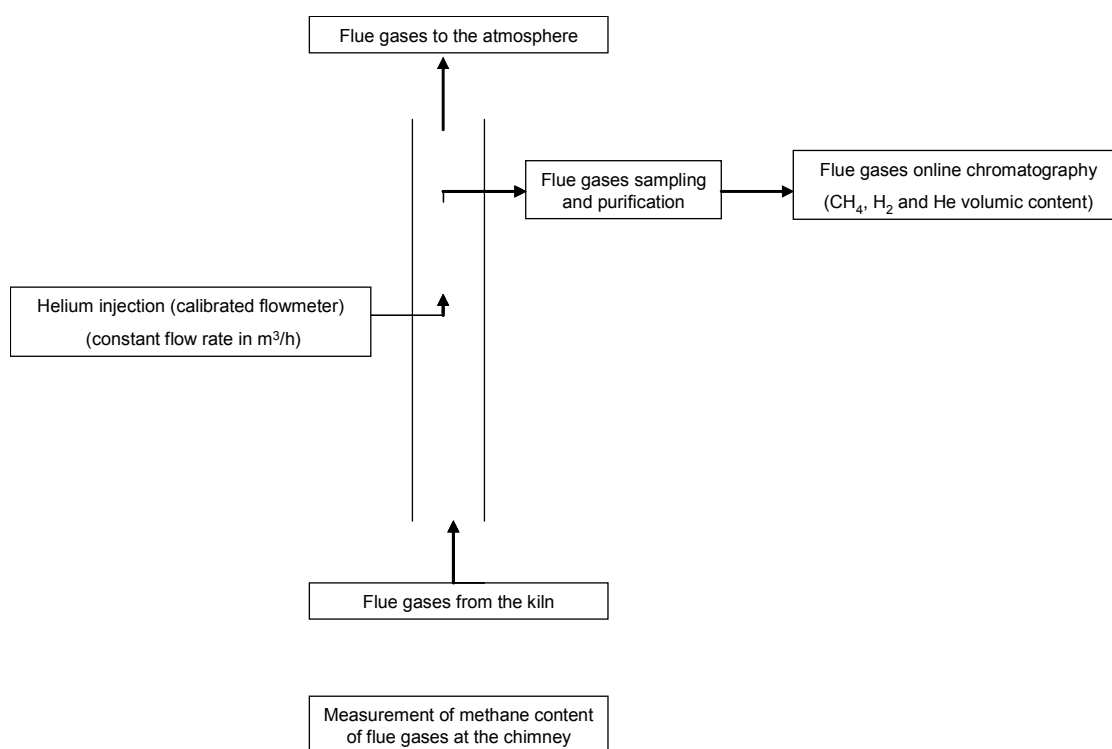 Flue gases to the atmosphere
Flue gases sampling
and purification
Flue gases online chromatography
(CH₄, H₂ and He volumic content)
Helium injection (calibrated flowmeter)
(constant flow rate in m³/h)
Flue gases from the kiln
Measurement of methane content
of flue gases at the chimney